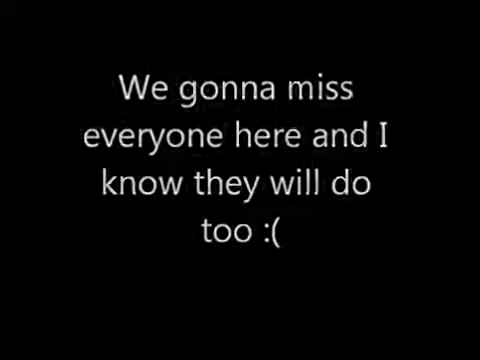 We gonna miss
everyone here and I
know they will do
too :(